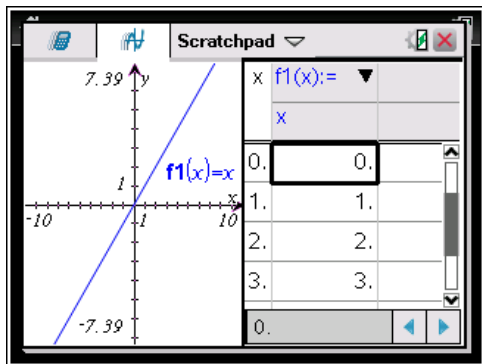 Scratchpad
7.39 y
f1(x)=x
1
x
-10 1 10
-7.39
x f1(x):= ▼
x
0. 0.
1. 1.
2. 2.
3. 3.
0.